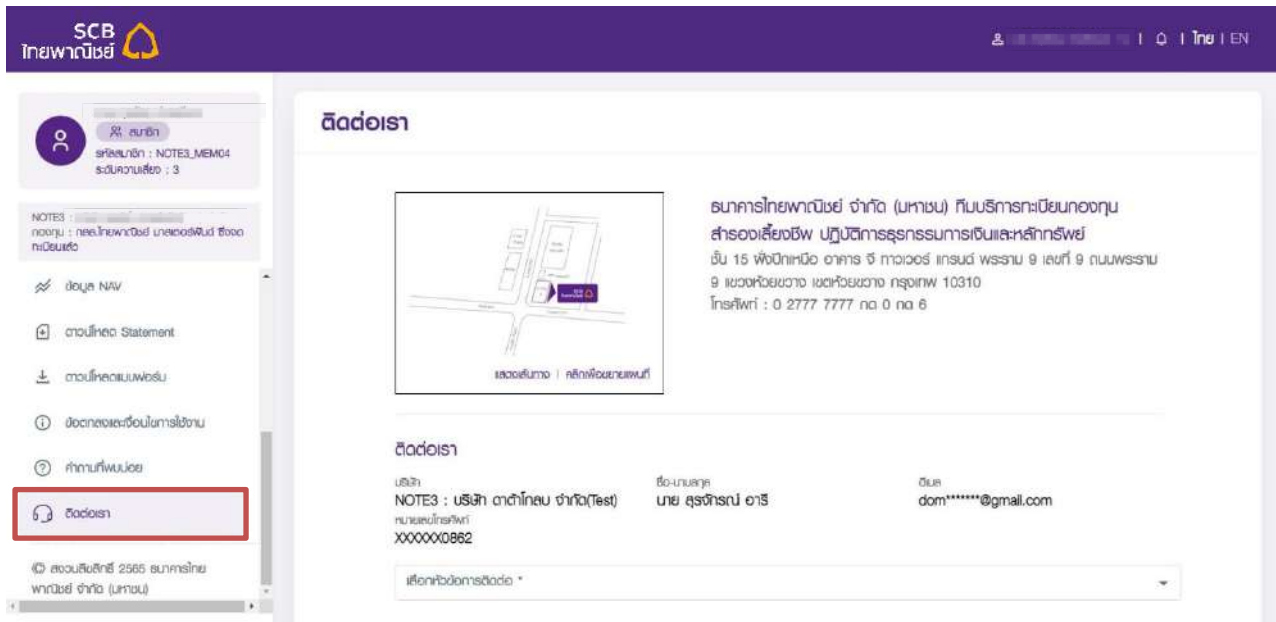 SCB
ไทยพาณิชย์
| ไทย | EN
สมาชิก
รหัสสมาชิก : NOTE3_MEM04
ระดับความเสี่ยง : 3
NOTE3 :
กองทุน : กสช.ไทยพาณิชย์ มาสเตอร์ฟันด์ ซึ่งจด
ทะเบียนแล้ว
ข้อมูล NAV
ดาวน์โหลด Statement
ดาวน์โหลดแบบฟอร์ม
ข้อตกลงและเงื่อนไขการใช้งาน
คำถามที่พบบ่อย
ติดต่อเรา
© สงวนลิขสิทธิ์ 2565 ธนาคารไทย
พาณิชย์ จำกัด (มหาชน)
ติดต่อเรา
SCB
ไทยพาณิชย์
แสดงเส้นทาง | คลิกเพื่อขยายแผนที่
ธนาคารไทยพาณิชย์ จำกัด (มหาชน) ทีมบริการทะเบียนกองทุน
สำรองเลี้ยงชีพ ปฏิบัติการธุรกรรมการเงินและหลักทรัพย์
ชั้น 15 ฟังปีกเหนือ อาคาร จี ทาวเวอร์ แกรนด์ พระราม 9 เลขที่ 9 ถนนพระราม
9 แขวงห้วยขวาง เขตห้วยขวาง กรุงเทพ 10310
โทรศัพท์ : 0 2777 7777 กด 0 กด 6
ติดต่อเรา
บริษัท
NOTE3 : บริษัท ดาต้าโกลบ จำกัด(Test)
ชื่อ-นามสกุล
นาย สุรจักรณ์ อารี
อีเมล
dom*******@gmail.com
หมายเลขโทรศัพท์
XXXXXX0862
เลือกหัวข้อการติดต่อ *